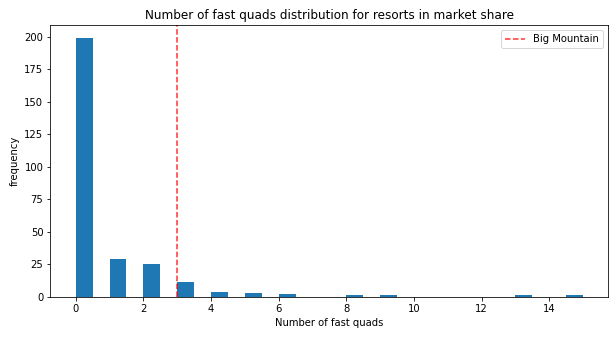 Number of fast quads distribution for resorts in market share
Big Mountain
frequency
200
175
150
125
100
75
50
25
0
0 2 4 6 8 10 12 14
Number of fast quads